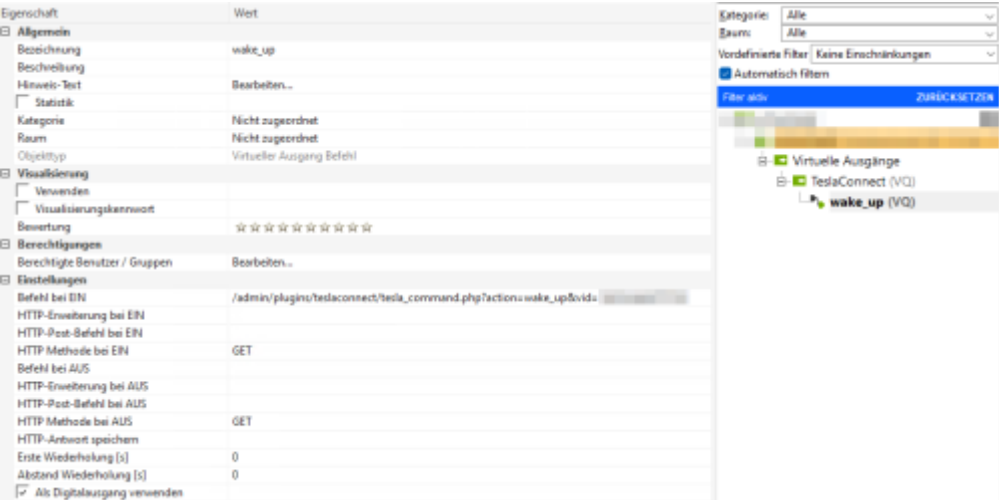 Eigenschaft Wert
Allgemein
Bezeichnung wake_up
Beschreibung
Hinweis-Text Bearbeiten...
Statistik
Kategorie Nicht zugeordnet
Raum Nicht zugeordnet
Objekttyp Virtueller Ausgang Befehl
Visualisierung
Verwenden
Visualisierungskennwort
Bewertung
Berechtigungen
Berechtigte Benutzer / Gruppen Bearbeiten...
Einstellungen
Befehl bei EIN /admin/plugins/teslaconnect/tesla_command.php?action=wake_up&vid=
HTTP-Erweiterung bei EIN
HTTP-Post-Befehl bei EIN
HTTP Methode bei EIN GET
Befehl bei AUS
HTTP-Erweiterung bei AUS
HTTP-Post-Befehl bei AUS
HTTP Methode bei AUS GET
HTTP-Antwort speichern
Erste Wiederholung [s] 0
Abstand Wiederholung [s] 0
Als Digitalausgang verwenden
Kategorie: Alle
Raum: Alle
Vordefinierte Filter Keine Einschränkungen
Automatisch filtern
Filter aktiv ZURÜCKSETZEN
Virtuelle Ausgänge
TeslaConnect (VQ)
wake_up (VQ)